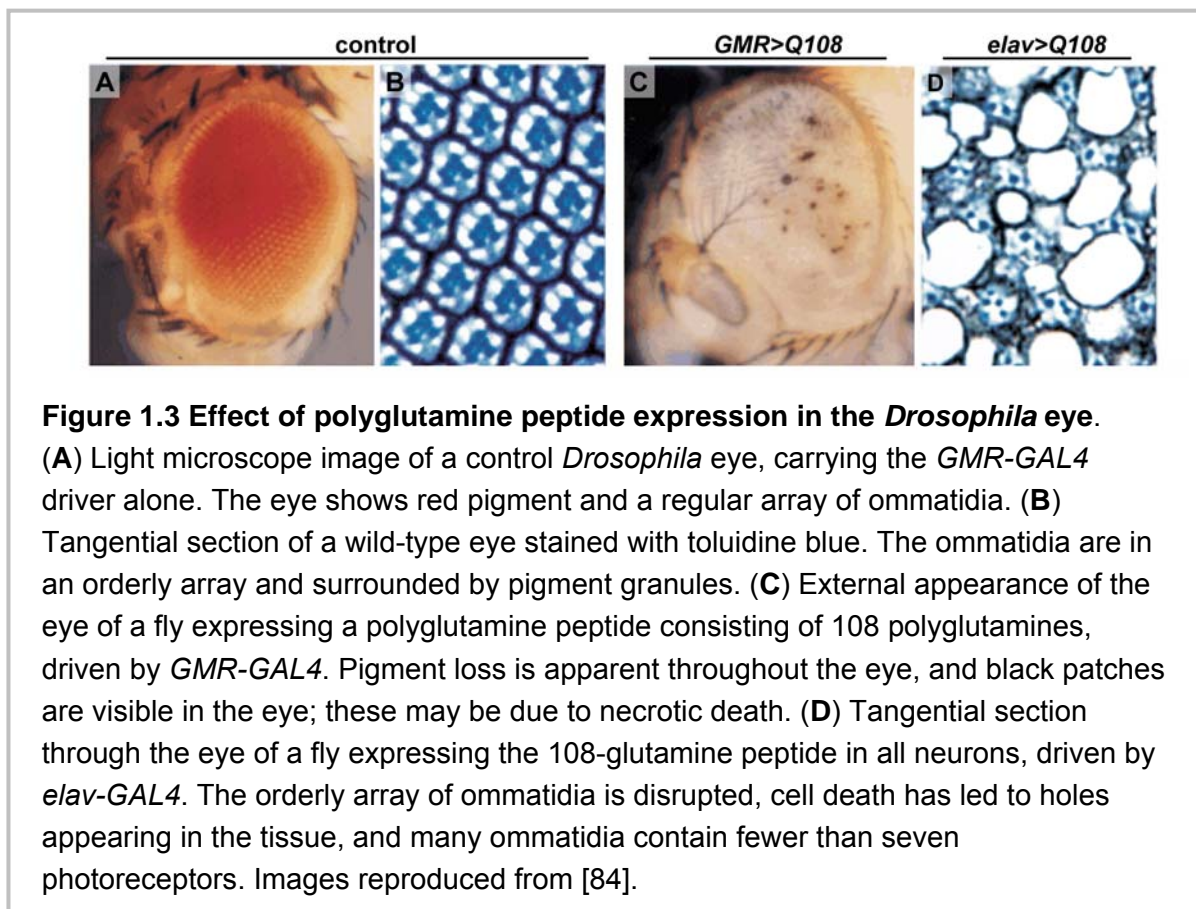 control GMR>Q108 elav>Q108
A B C D
Figure 1.3 Effect of polyglutamine peptide expression in the Drosophila eye.
(A) Light microscope image of a control Drosophila eye, carrying the GMR-GAL4
driver alone. The eye shows red pigment and a regular array of ommatidia. (B)
Tangential section of a wild-type eye stained with toluidine blue. The ommatidia are in
an orderly array and surrounded by pigment granules. (C) External appearance of the
eye of a fly expressing a polyglutamine peptide consisting of 108 polyglutamines,
driven by GMR-GAL4. Pigment loss is apparent throughout the eye, and black patches
are visible in the eye; these may be due to necrotic death. (D) Tangential section
through the eye of a fly expressing the 108-glutamine peptide in all neurons, driven by
elav-GAL4. The orderly array of ommatidia is disrupted, cell death has led to holes
appearing in the tissue, and many ommatidia contain fewer than seven
photoreceptors. Images reproduced from [84].